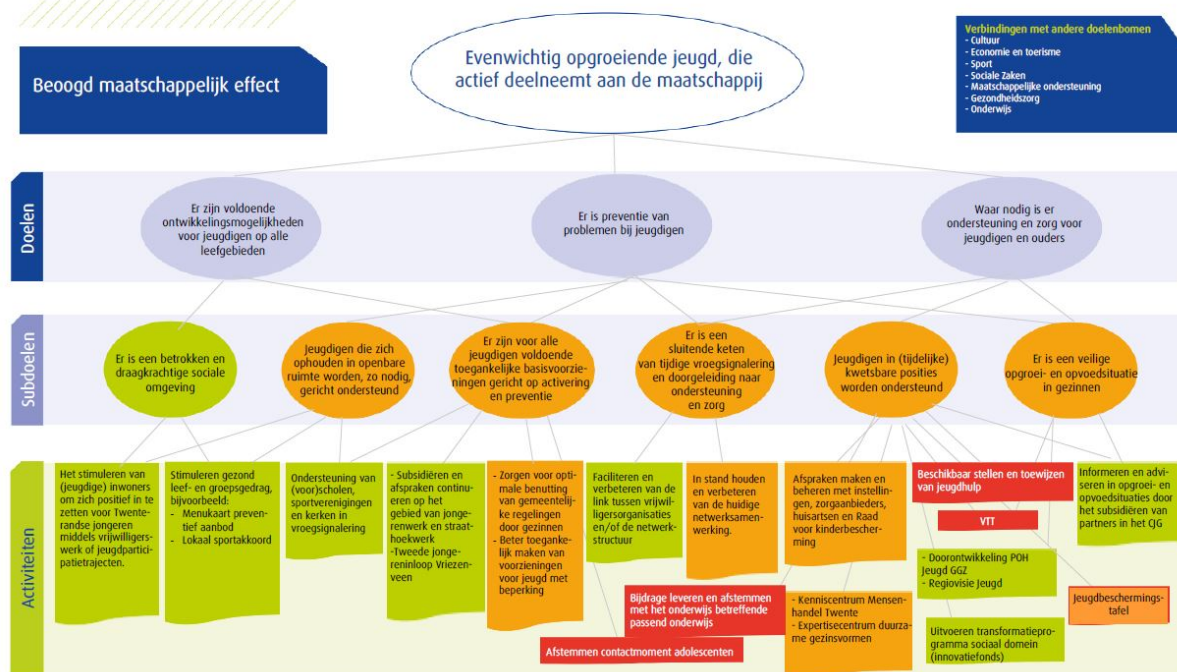 Beoogd maatschappelijk effect
Evenwichtig opgroeiende jeugd, die
actief deelneemt aan de maatschappij
Verbindingen met andere doelenbomen
- Cultuur
- Economie en toerisme
- Sport
- Sociale Zaken
- Maatschappelijke ondersteuning
- Gezondheidszorg
- Onderwijs
Doelen
Er zijn voldoende
ontwikkelingsmogelijkheden
voor jeugdigen op alle
leefgebieden
Er is preventie van
problemen bij jeugdigen
Waar nodig is er
ondersteuning en zorg voor
jeugdigen en ouders
Subdoelen
Er is een betrokken en
draagkrachtige sociale
omgeving
Jeugdigen die zich
ophouden in openbare
ruimte worden, zo nodig,
gericht ondersteund
Er zijn voor alle
jeugdigen voldoende
toegankelijke basisvoorzie-
ningen gericht op activering
en preventie
Er is een
sluitende keten
van tijdige vroegsignalering
en doorgeleiding naar
ondersteuning
en zorg
Jeugdigen in (tijdelijke)
kwetsbare posities
worden ondersteund
Er is een veilige
opgroei- en opvoedsituatie
in gezinnen
Activiteiten
Het stimuleren van
(jeugdige) inwoners
om zich positief in te
zetten voor Twente-
randse jongeren
middels vrijwilligers-
werk of jeugdpartici-
patietrajecten.
Stimuleren gezond
leef- en groepsgedrag,
bijvoorbeeld:
- Menukaart preven-
tief aanbod
- Lokaal sportakkoord
Ondersteuning van
(voor)scholen,
sportverenigingen
en kerken in
vroegsignalering
- Subsidiëren en
afspraken continu-
eren op het
gebied van jongeren-
werk en straat-
hoekwerk
-Tweede jonge-
reninloop Vriezen-
veen
- Zorgen voor opti-
male benutting
van gemeentelijke
regelingen
door gezinnen
- Beter toegan-
kelijk maken van
voorzieningen
voor jeugd met
beperking
Faciliteren en
verbeteren van de
link tussen vrijwil-
ligersorganisaties
en/of de netwerk-
structuur
In stand houden
en verbeteren
van de huidige
netwerksamen-
werking.
Afspraken maken en
beheren met instellin-
gen, zorgaanbieders,
huisartsen en Raad
voor kinderbescher-
ming
Beschikbaar stellen en toewijzen
van jeugdhulp
VTT
Informeren en advi-
seren in opgroei- en
opvoedsituaties door
het subsidiëren van
partners in het CJG
- Doorontwikkeling POH
Jeugd GGZ
- Regiovisie Jeugd
Bijdrage leveren en afstemmen
met het onderwijs betreffende
passend onderwijs
- Kenniscentrum Mensen-
handel Twente
- Expertisecentrum duurza-
me gezinsvormen
Jeugdbeschermings-
tafel
Afstemmen contactmoment adolescenten
Uitvoeren transformatiepro-
gramma sociaal domein
(innovatiefonds)